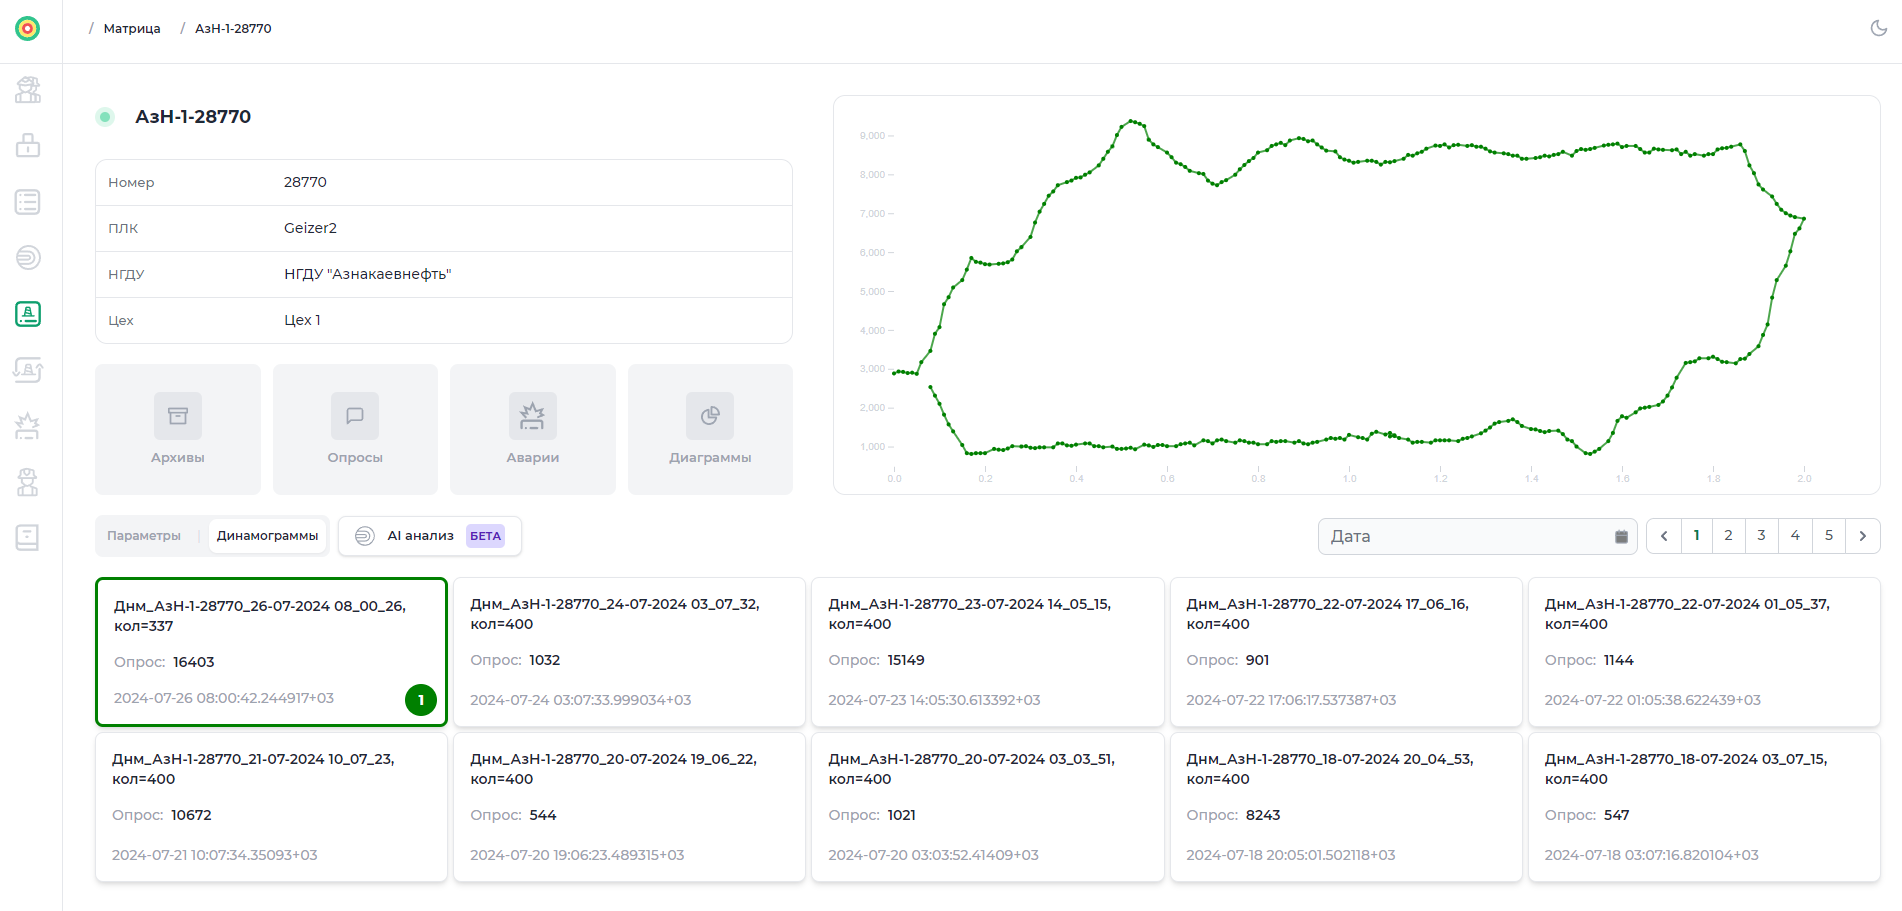 / Матрица / АзН-1-28770
АзН-1-28770
Номер 28770
ПЛК Geizer2
НГДУ НГДУ "Азнакаевнефть"
Цех Цех 1
Архивы Опросы Аварии Диаграммы
9,000
8,000
7,000
6,000
5,000
4,000
3,000
2,000
1,000
0.0 0.2 0.4 0.6 0.8 1.0 1.2 1.4 1.6 1.8 2.0
Параметры | Динамограммы AI анализ BETA Дата 1 2 3 4 5
Днм_АзН-1-28770_26-07-2024 08_00_26,
кол=337
Опрос: 16403
2024-07-26 08:00:42.244917+03 1
Днм_АзН-1-28770_24-07-2024 03_07_32,
кол=400
Опрос: 1032
2024-07-24 03:07:33.999034+03
Днм_АзН-1-28770_23-07-2024 14_05_15,
кол=400
Опрос: 15149
2024-07-23 14:05:30.613392+03
Днм_АзН-1-28770_22-07-2024 17_06_16,
кол=400
Опрос: 901
2024-07-22 17:06:17.537387+03
Днм_АзН-1-28770_22-07-2024 01_05_37,
кол=400
Опрос: 1144
2024-07-22 01:05:38.622439+03
Днм_АзН-1-28770_21-07-2024 10_07_23,
кол=400
Опрос: 10672
2024-07-21 10:07:34.35093+03
Днм_АзН-1-28770_20-07-2024 19_06_22,
кол=400
Опрос: 544
2024-07-20 19:06:23.489315+03
Днм_АзН-1-28770_20-07-2024 03_03_51,
кол=400
Опрос: 1021
2024-07-20 03:03:52.41409+03
Днм_АзН-1-28770_18-07-2024 20_04_53,
кол=400
Опрос: 8243
2024-07-18 20:05:01.502118+03
Днм_АзН-1-28770_18-07-2024 03_07_15,
кол=400
Опрос: 547
2024-07-18 03:07:16.820104+03